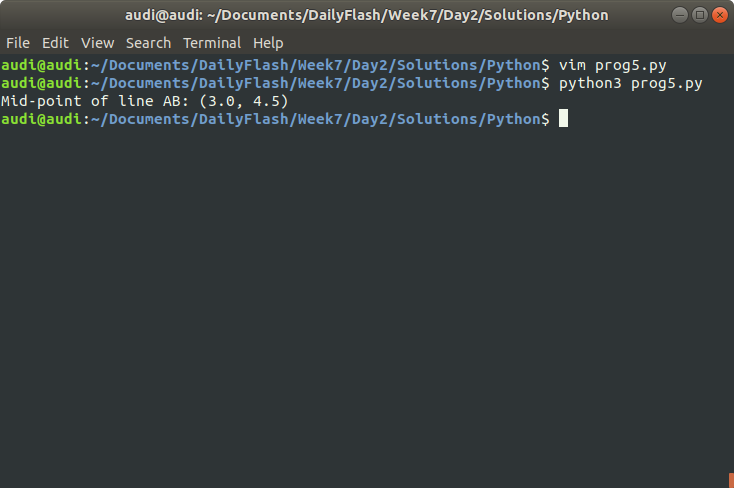 audi@audi: ~/Documents/DailyFlash/Week7/Day2/Solutions/Python
File Edit View Search Terminal Help
audi@audi:~/Documents/DailyFlash/Week7/Day2/Solutions/Python$ vim prog5.py
audi@audi:~/Documents/DailyFlash/Week7/Day2/Solutions/Python$ python3 prog5.py
Mid-point of line AB: (3.0, 4.5)
audi@audi:~/Documents/DailyFlash/Week7/Day2/Solutions/Python$